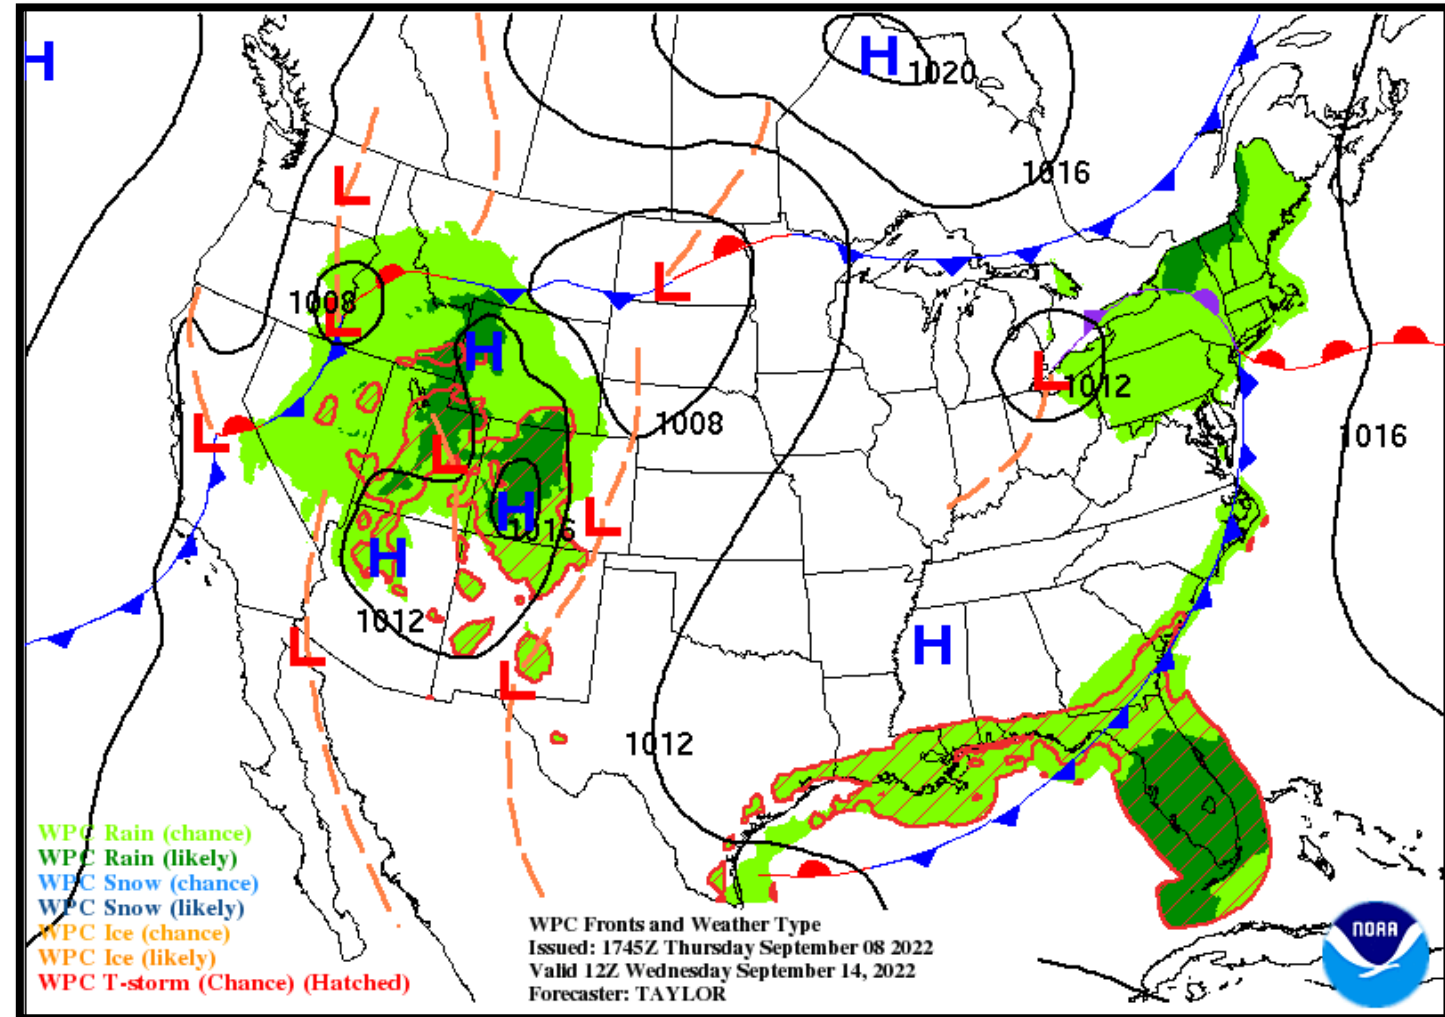 H
H
1020
1016
L
1008
L
L
H
1008
L
1012
1016
L
L
H
1016
L
H
1012
H
L
L
1012
WPC Rain (chance)
WPC Rain (likely)
WPC Snow (chance)
WPC Snow (likely)
WPC Ice (chance)
WPC Ice (likely)
WPC T-storm (Chance) (Hatched)
WPC Fronts and Weather Type
Issued: 1745Z Thursday September 08 2022
Valid 12Z Wednesday September 14, 2022
Forecaster: TAYLOR
NOAA